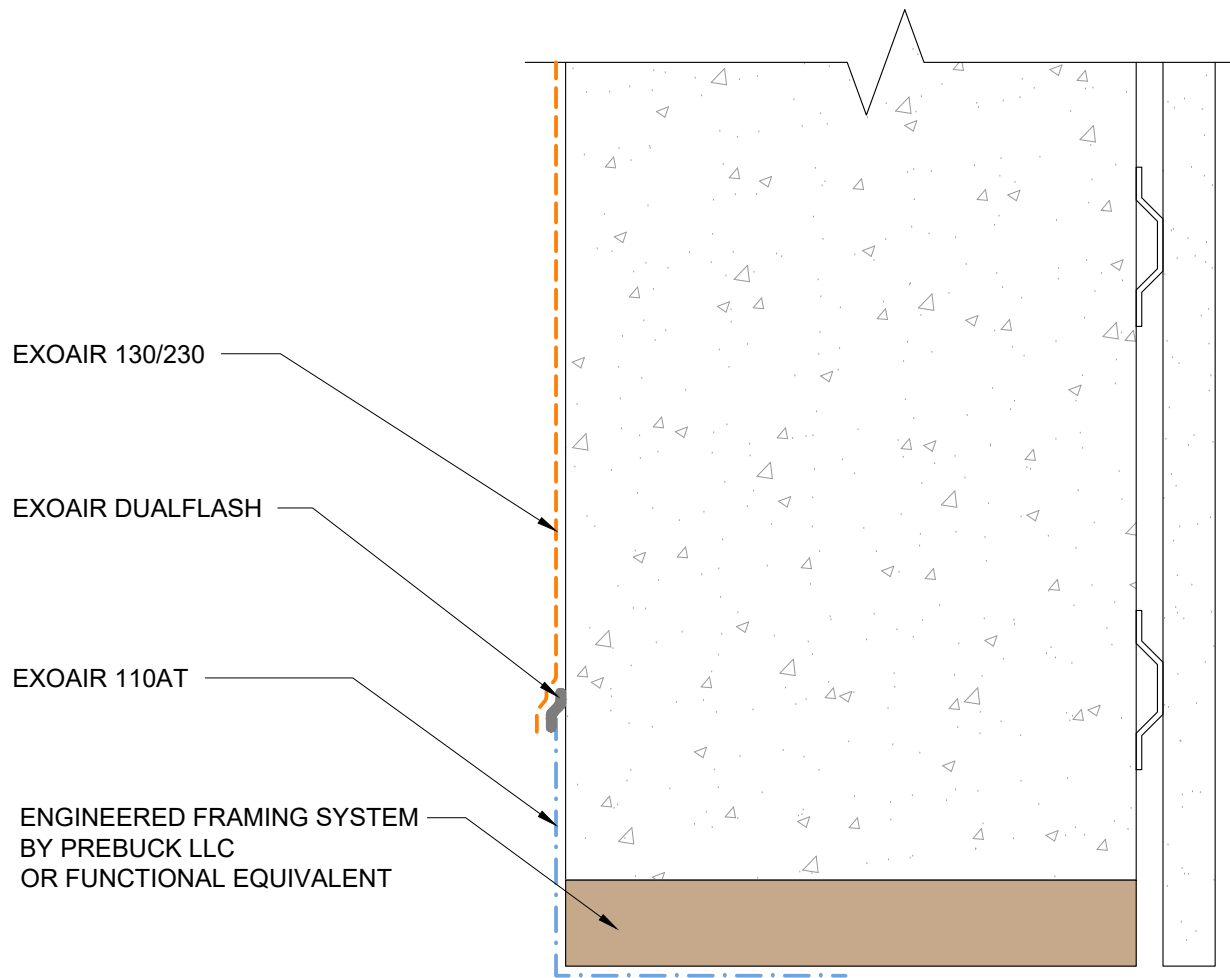 EXOAIR 130/230
EXOAIR DUALFLASH
EXOAIR 110AT
ENGINEERED FRAMING SYSTEM
BY PREBUCK LLC
OR FUNCTIONAL EQUIVALENT